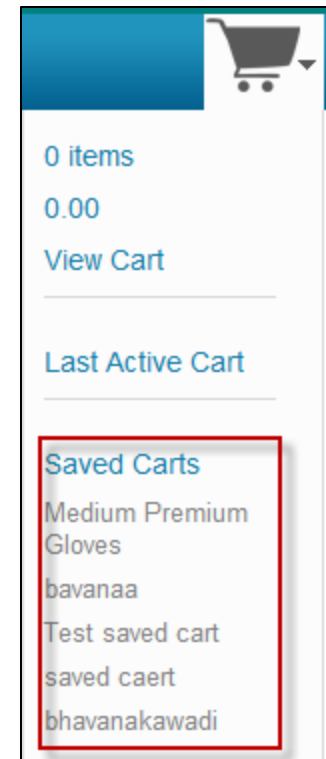 0 items
0.00
View Cart
Last Active Cart
Saved Carts
Medium Premium
Gloves
bavanaa
Test saved cart
saved caert
bhavanakawadi